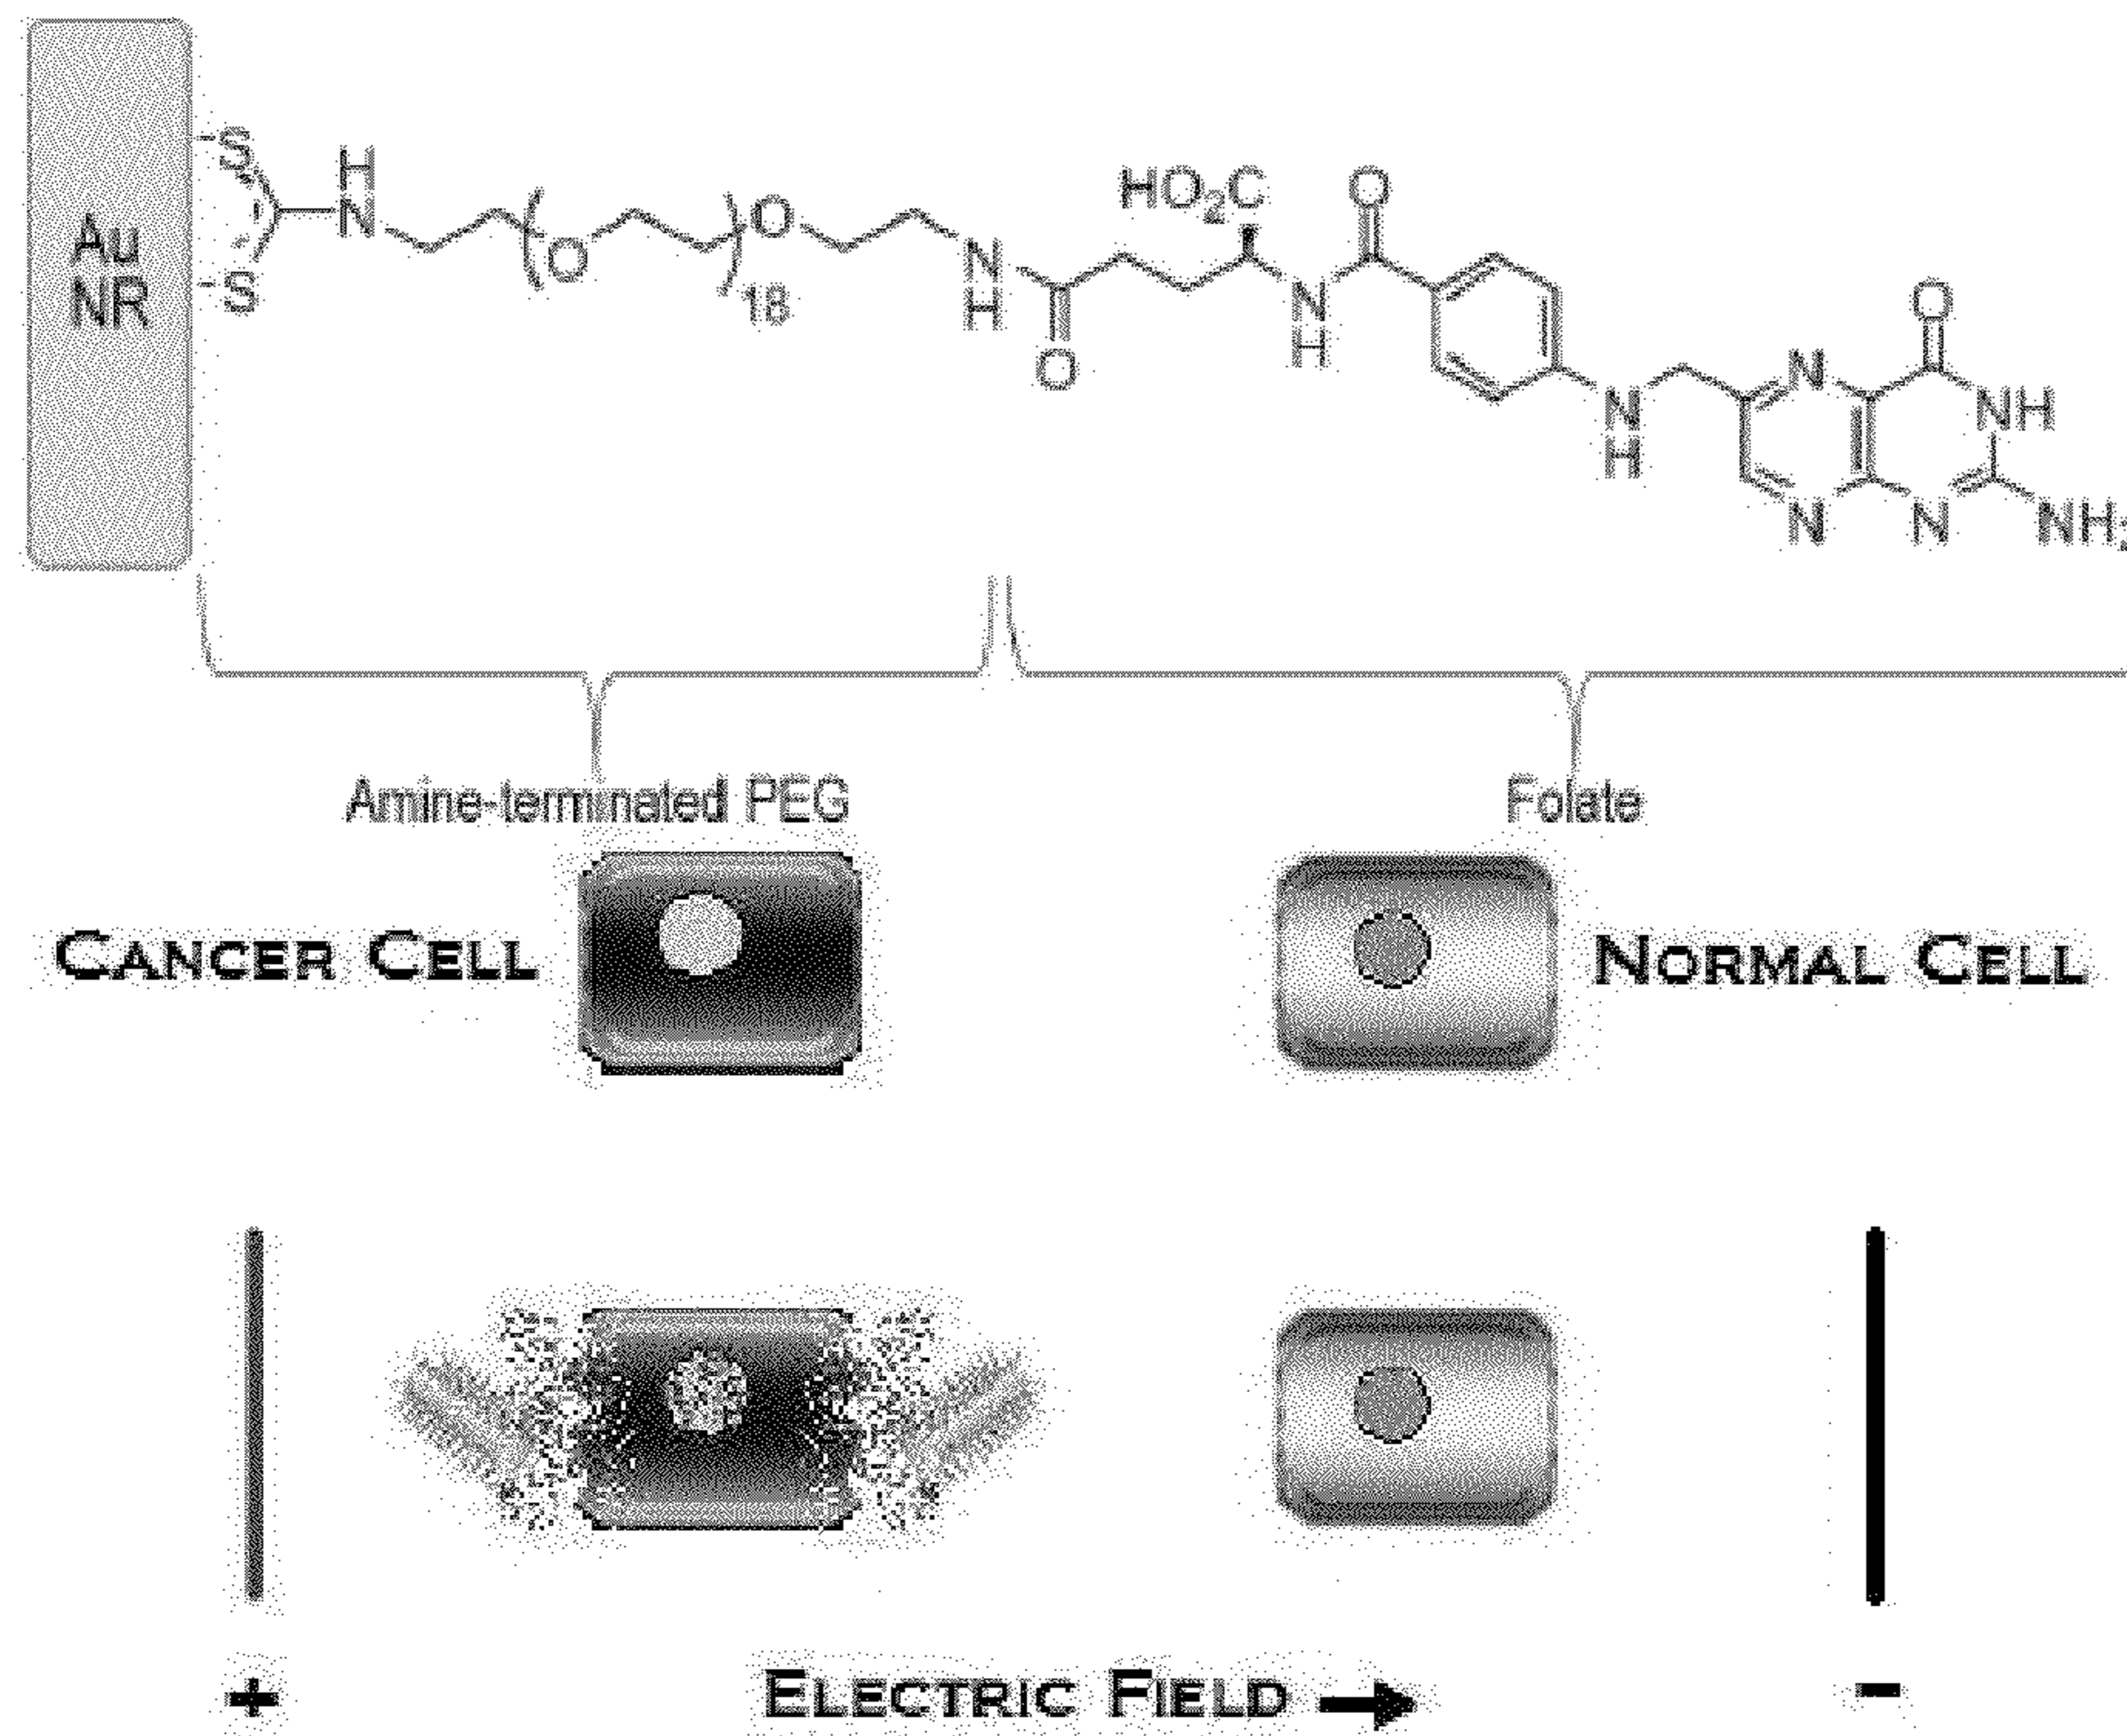 Au
NR
S
S
H
N
O
18
O
N
H
O
HO₂C
N
H
O
N
H
N
N
O
NH
N
NH₂
Amine-terminated PEG
Folate
CANCER CELL
NORMAL CELL
+
ELECTRIC FIELD →
-